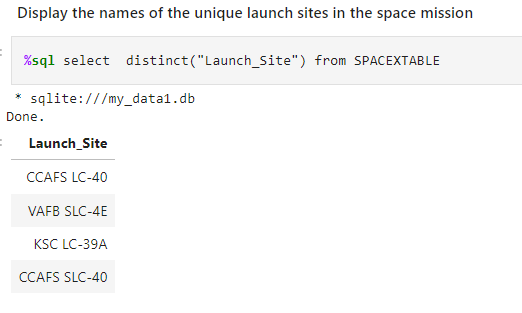 Display the names of the unique launch sites in the space mission
%sql select  distinct("Launch_Site") from SPACEXTABLE
* sqlite:///my_data1.db
Done.
Launch_Site
CCAFS LC-40
VAFB SLC-4E
KSC LC-39A
CCAFS SLC-40